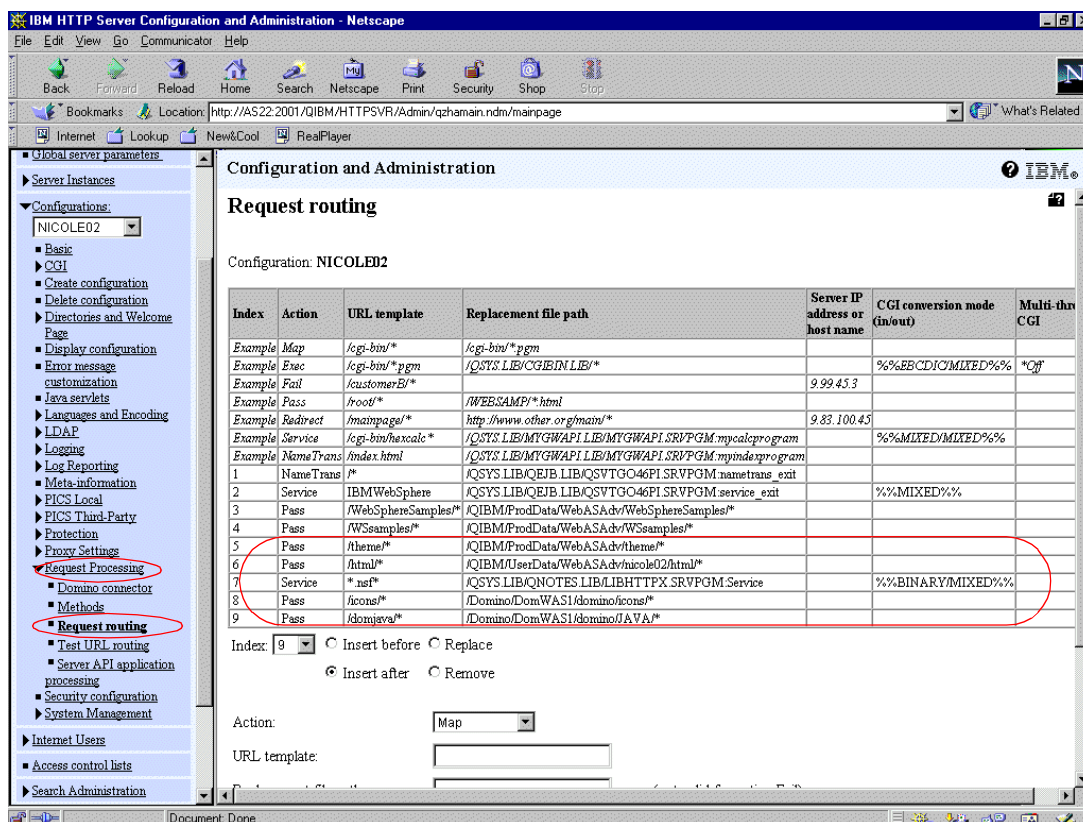 IBM HTTP Server Configuration and Administration - Netscape
File Edit View Go Communicator Help
Back Forward Reload Home Search Netscape Print Security Shop Stop
Bookmarks Location: http://AS22:2001/QIBM/HTTPSVR/Admin/qzhamain.ndm/mainpage What's Related
Internet Lookup New&Cool RealPlayer
Global server parameters
Server Instances
Configurations:
NICOLE02
Basic
CGI
Create configuration
Delete configuration
Directories and Welcome
Page
Display configuration
Error message
customization
Java servlets
Languages and Encoding
LDAP
Logging
Log Reporting
Meta-information
PICS Local
PICS Third-Party
Protection
Proxy Settings
Request Processing
Domino connector
Methods
Request routing
Test URL routing
Server API application
processing
Security configuration
System Management
Internet Users
Access control lists
Search Administration
Configuration and Administration
IBM
Request routing
Configuration: NICOLE02
Index Action URL template Replacement file path Server IP address or host name CGI conversion mode (in/out) Multi-thre CGI
Example Map /cgi-bin/* /cgi-bin/*.pgm
Example Exec /cgi-bin/*.pgm /QSYS.LIB/CGIBIN.LIB/* %%EBCDIC/MIXED%% *Off
Example Fail /customerB/* 9.99.45.3
Example Pass /root/* /WEBSAMP/*.html
Example Redirect /mainpage/* http://www.other.org/main/* 9.83.100.45
Example Service /cgi-bin/hexcalc* /QSYS.LIB/MYGWAPI.LIB/MYGWAPI.SRVPGM:mycalcprogram %%MIXED/MIXED%%
Example NameTrans /index.html /QSYS.LIB/MYGWAPI.LIB/MYGWAPI.SRVPGM:myindexprogram
1 NameTrans /* /QSYS.LIB/QEJB.LIB/QSVTGO46PI.SRVPGM:nametrans_exit
2 Service IBMWebSphere /QSYS.LIB/QEJB.LIB/QSVTGO46PI.SRVPGM:service_exit %%MIXED%%
3 Pass /WebSphereSamples/* /QIBM/ProdData/WebASAdv/WebSphereSamples/*
4 Pass /WSsamples/* /QIBM/ProdData/WebASAdv/WSsamples/*
5 Pass /theme/* /QIBM/ProdData/WebASAdv/theme/*
6 Pass /html/* /QIBM/UserData/WebASAdv/nicole02/html/*
7 Service *.nsf* /QSYS.LIB/QNOTES.LIB/LIBHTTPX.SRVPGM:Service %%BINARY/MIXED%%
8 Pass /icons/* /Domino/DomWAS1/domino/icons/*
9 Pass /domjava/* /Domino/DomWAS1/domino/JAVA/*
Index: 9 Insert before Replace
Insert after Remove
Action: Map
URL template:
Document: Done